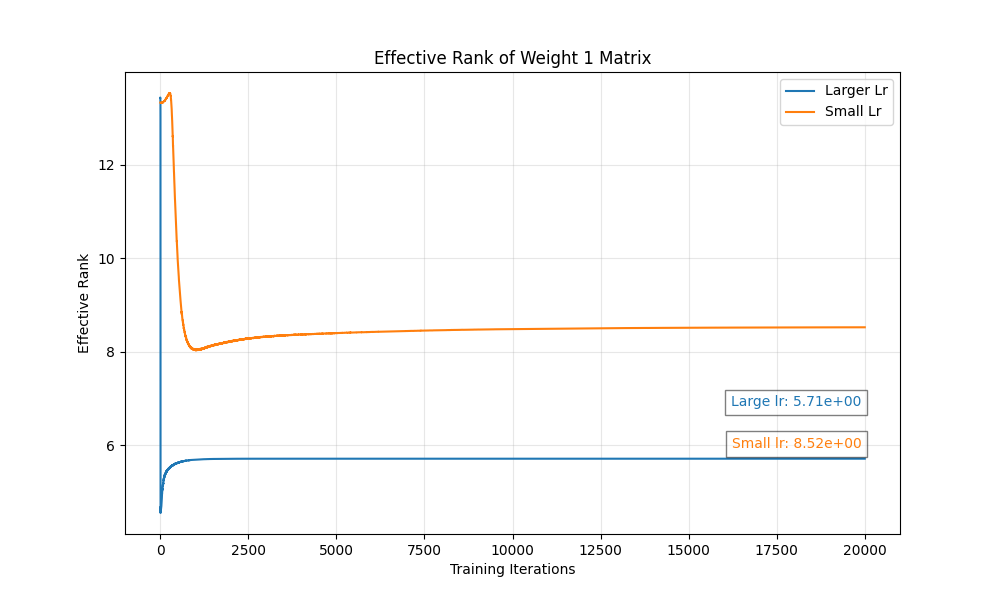 Effective Rank of Weight 1 Matrix
Larger Lr
Small Lr
12
10
8
6
Effective Rank
Large lr: 5.71e+00
Small lr: 8.52e+00
0
2500
5000
7500
10000
12500
15000
17500
20000
Training Iterations